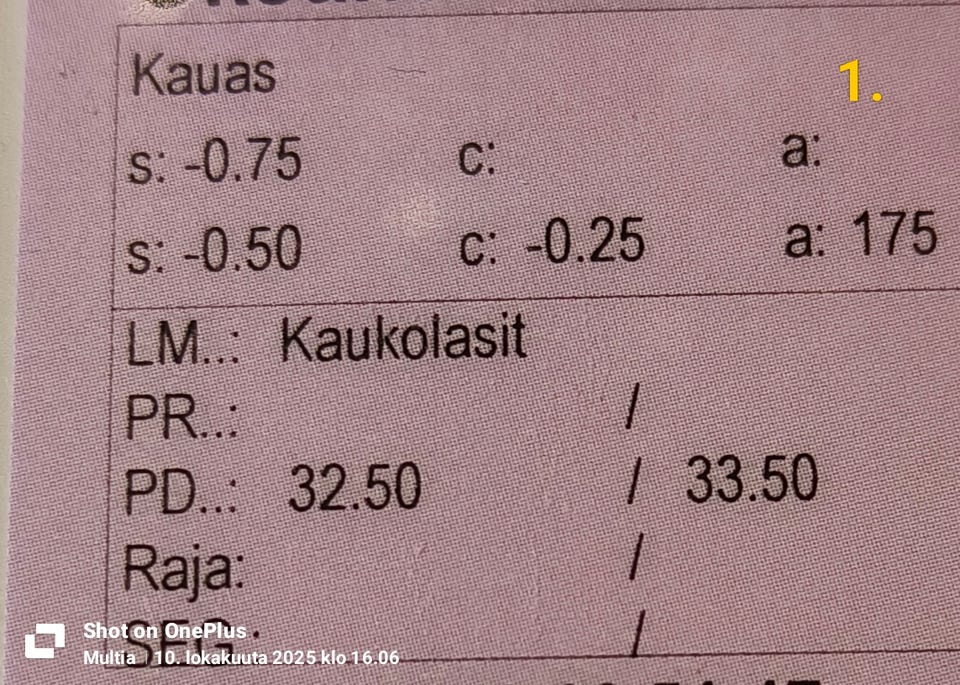 Kauas
1.
s: -0.75 c: a:
s: -0.50 c: -0.25 a: 175
LM..: Kaukolasit
PR..: /
PD..: 32.50 / 33.50
Raja: /
SEG.: /
Shot on OnePlus
Multia | 10. lokakuuta 2025 klo 16.06